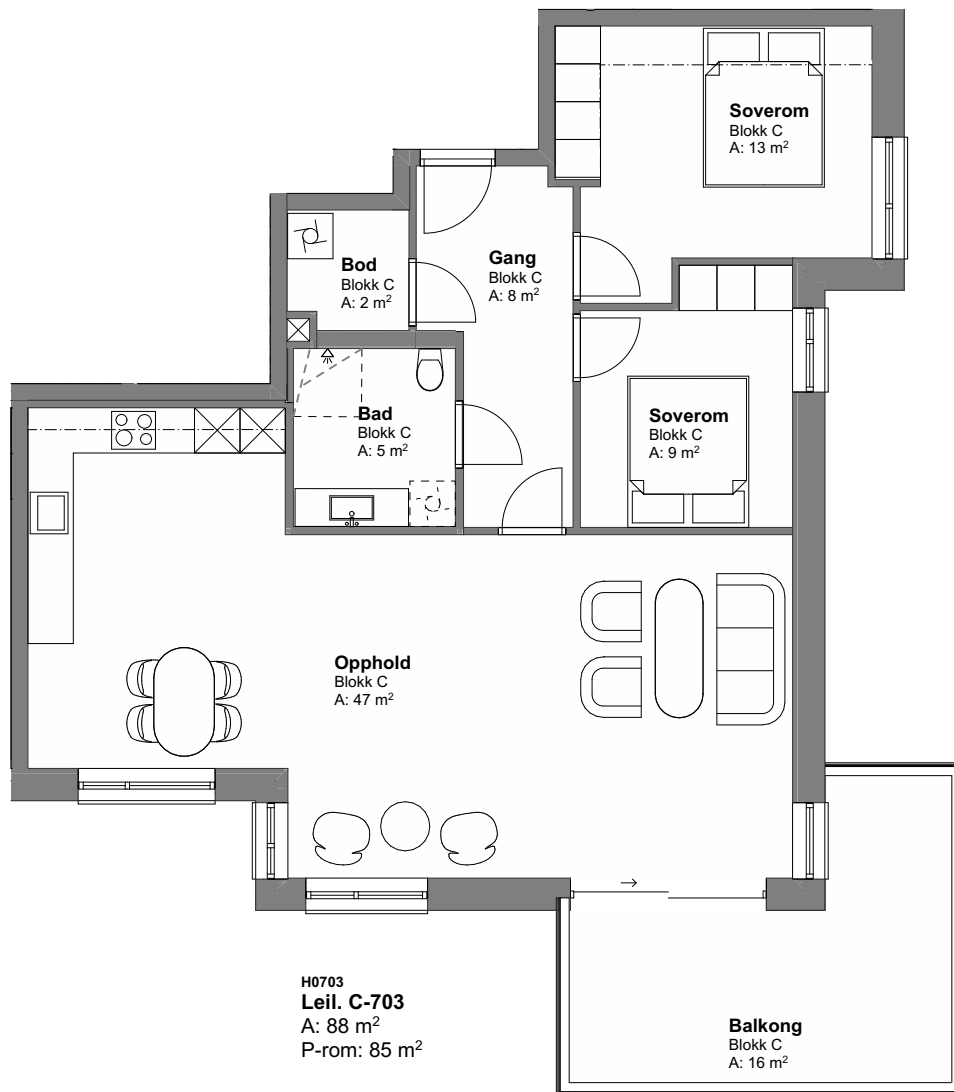 Soverom
Blokk C
A: 13 m²
Bod
Blokk C
A: 2 m²
Gang
Blokk C
A: 8 m²
Bad
Blokk C
A: 5 m²
Soverom
Blokk C
A: 9 m²
Opphold
Blokk C
A: 47 m²
H0703
Leil. C-703
A: 88 m²
P-rom: 85 m²
Balkong
Blokk C
A: 16 m²